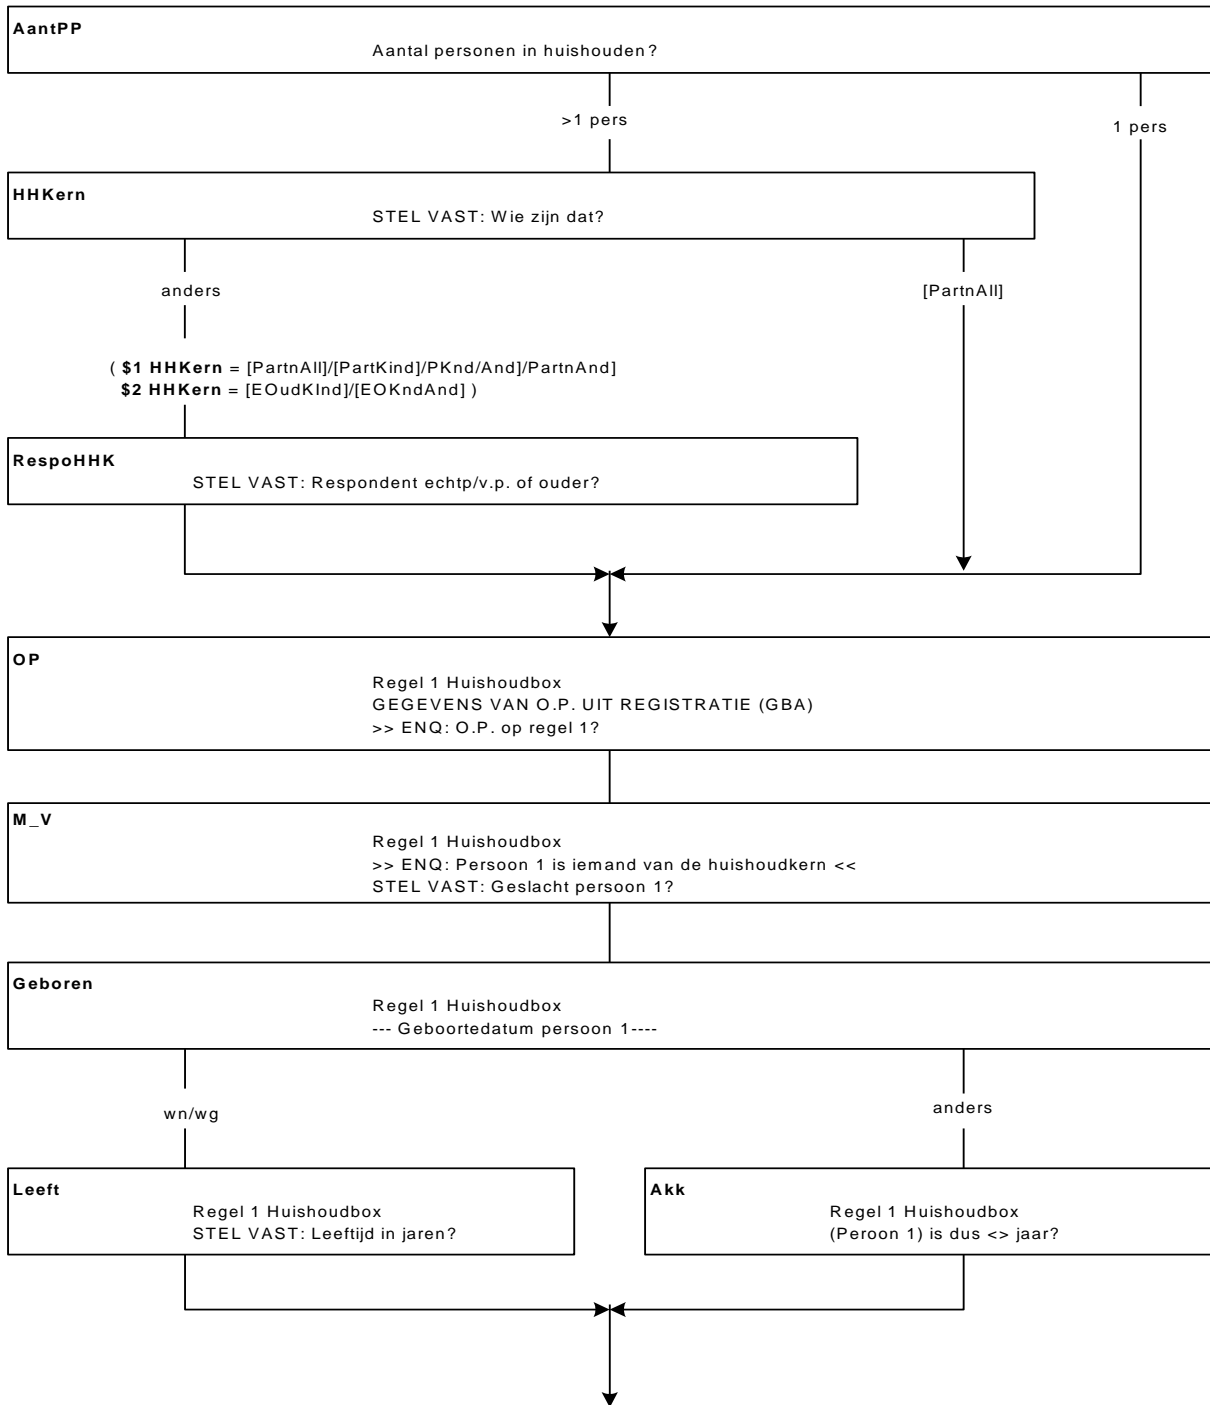 AantPP
Aantal personen in huishouden?
>1 pers
1 pers
HHKern
STEL VAST: Wie zijn dat?
anders
[PartnAll]
( $1 HHKern = [PartnAll]/[PartKind]/PKnd/And]/PartnAnd]
$2 HHKern = [EOudKInd]/[EOKndAnd] )
RespoHHK
STEL VAST: Respondent echtp/v.p. of ouder?
OP
Regel 1 Huishoudbox
GEGEVENS VAN O.P. UIT REGISTRATIE (GBA)
>> ENQ: O.P. op regel 1?
M_V
Regel 1 Huishoudbox
>> ENQ: Persoon 1 is iemand van de huishoudkern <<
STEL VAST: Geslacht persoon 1?
Geboren
Regel 1 Huishoudbox
--- Geboortedatum persoon 1----
wn/wg
anders
Leeft
Regel 1 Huishoudbox
STEL VAST: Leeftijd in jaren?
Akk
Regel 1 Huishoudbox
(Peroon 1) is dus <> jaar?